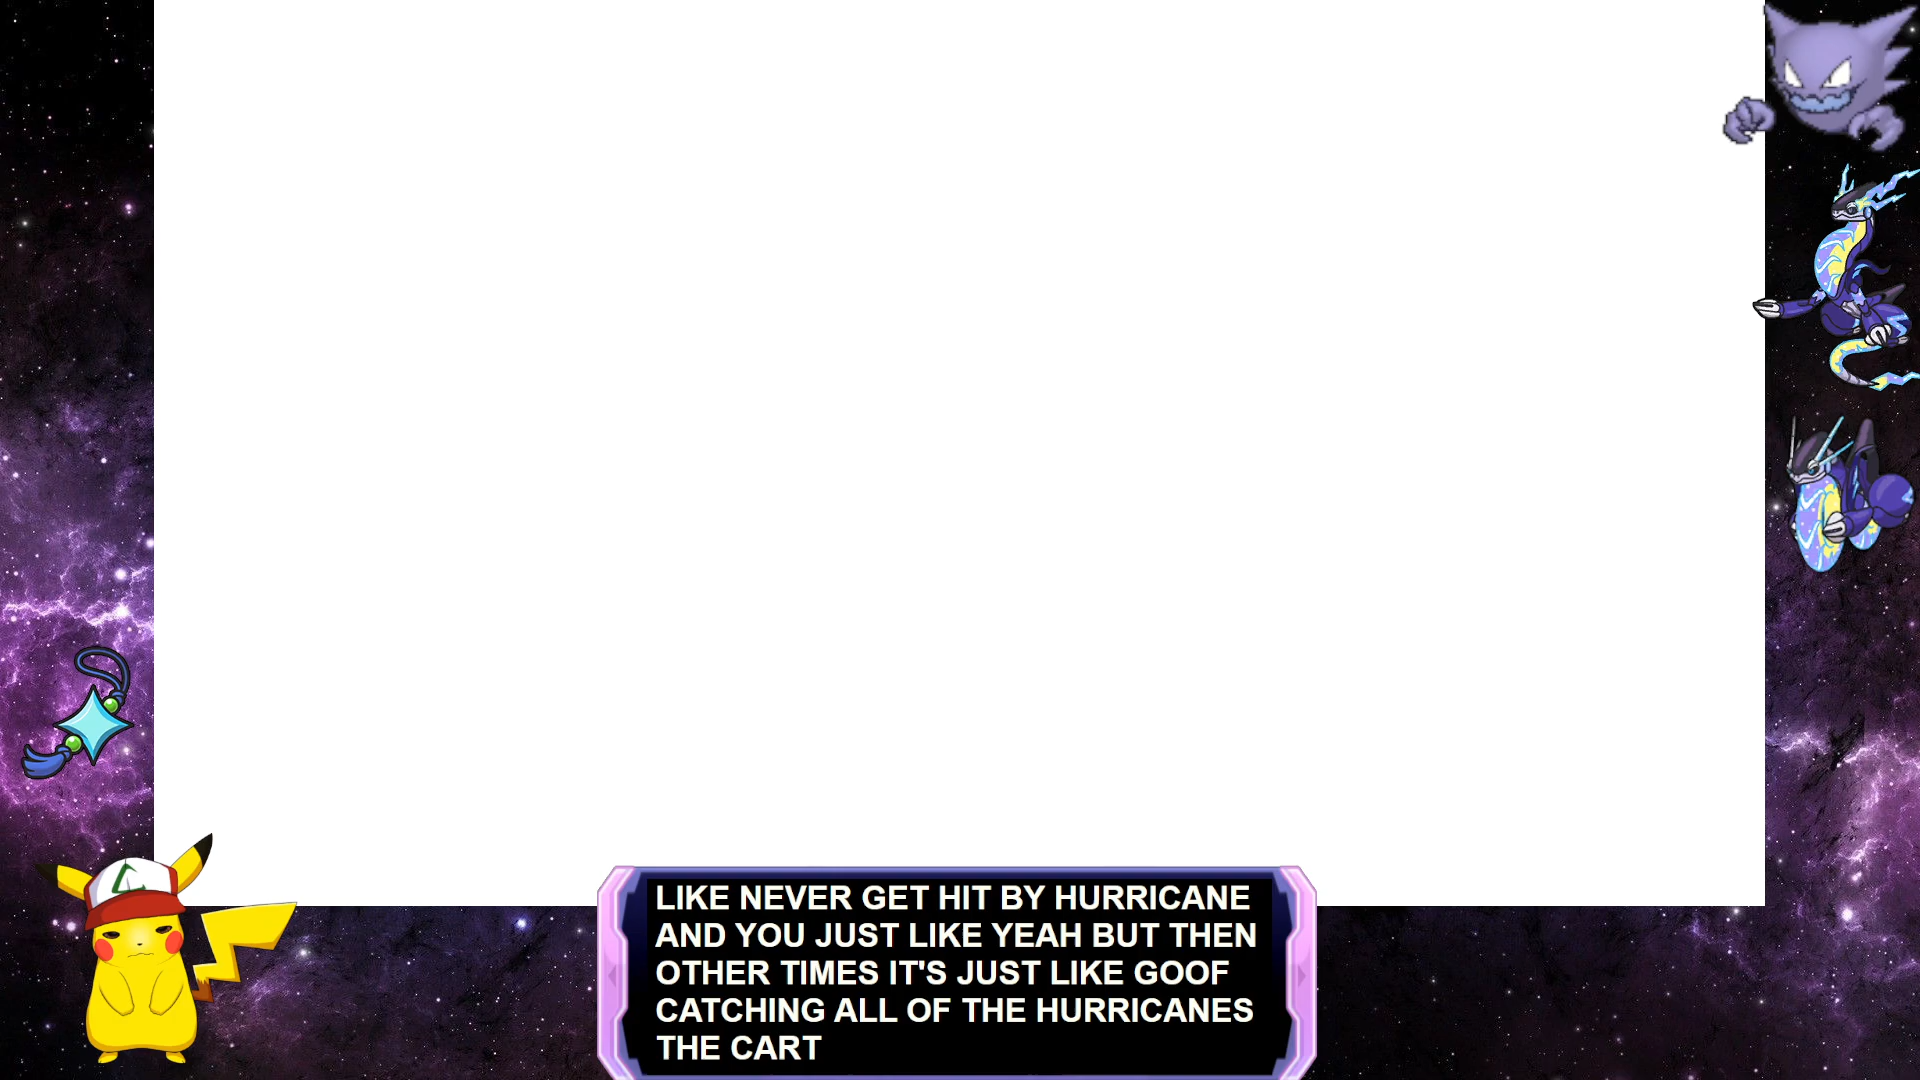 LIKE NEVER GET HIT BY HURRICANE
AND YOU JUST LIKE YEAH BUT THEN
OTHER TIMES IT'S JUST LIKE GOOF
CATCHING ALL OF THE HURRICANES
THE CART